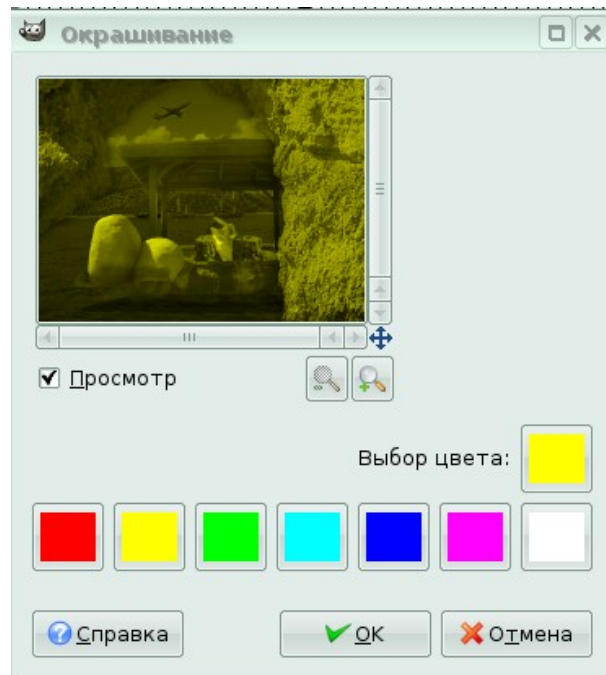 Окрашивание
Просмотр
Выбор цвета:
Справка
OK
Отмена